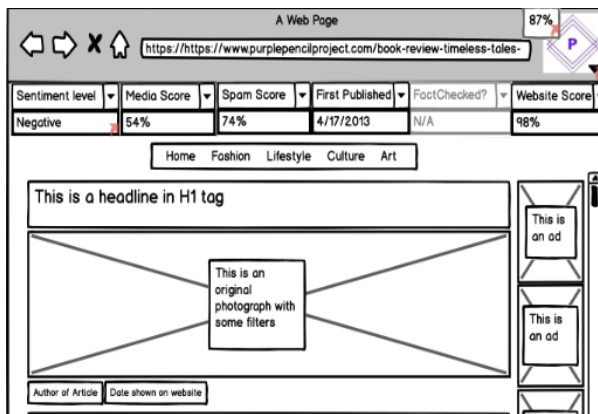 A Web Page
87%
https://https://www.purplepencilproject.com/book-review-timeless-tales-
P
Sentiment level Media Score Spam Score First Published FactChecked? Website Score
Negative 54% 74% 4/17/2013 N/A 98%
Home Fashion Lifestyle Culture Art
This is a headline in H1 tag
This is
an ad
This is an
original
photograph with
some filters
This is
an ad
Author of Article Date shown on website
This is